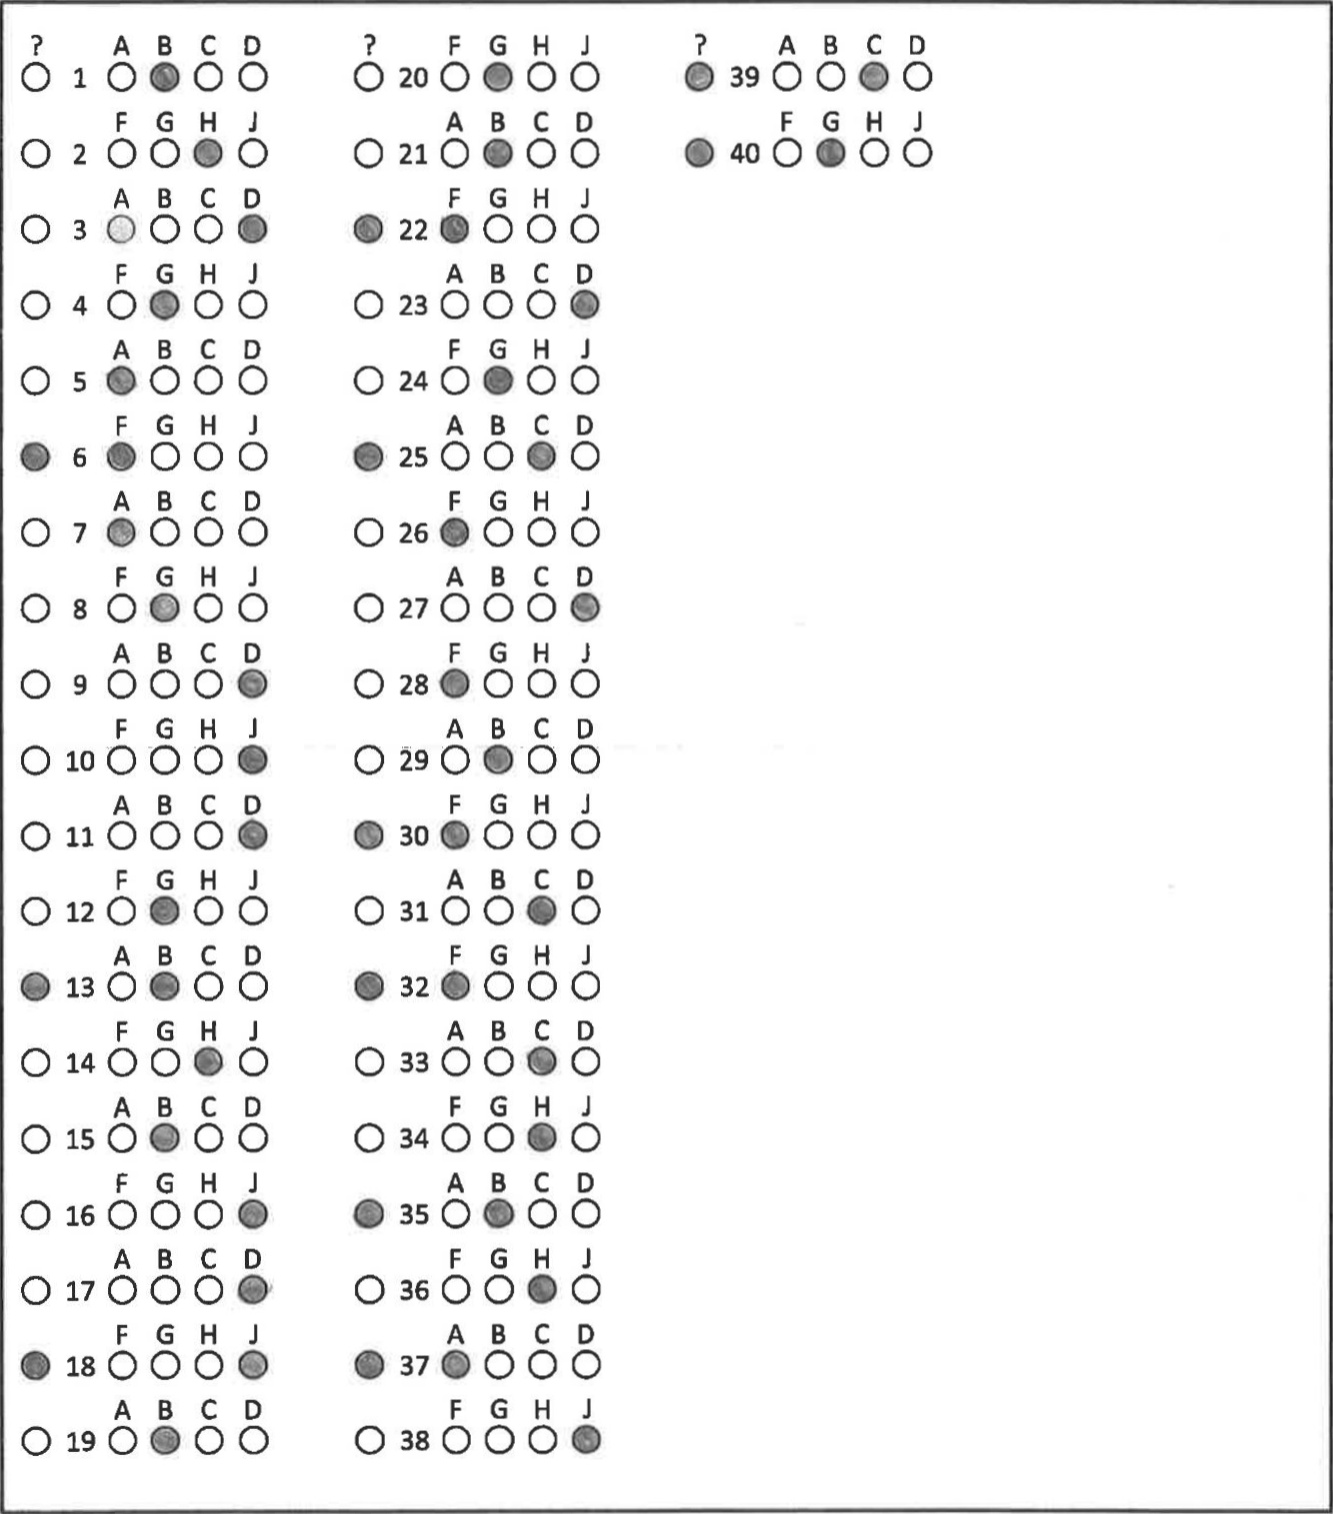 ? A B C D
1
F G H J
2
A B C D
3
F G H J
4
A B C D
5
F G H J
6
A B C D
7
F G H J
8
A B C D
9
F G H J
10
A B C D
11
F G H J
12
A B C D
13
F G H J
14
A B C D
15
F G H J
16
A B C D
17
F G H J
18
A B C D
19
? F G H J
20
A B C D
21
F G H J
22
A B C D
23
F G H J
24
A B C D
25
F G H J
26
A B C D
27
F G H J
28
A B C D
29
F G H J
30
A B C D
31
F G H J
32
A B C D
33
F G H J
34
A B C D
35
F G H J
36
A B C D
37
F G H J
38
? A B C D
39
F G H J
40